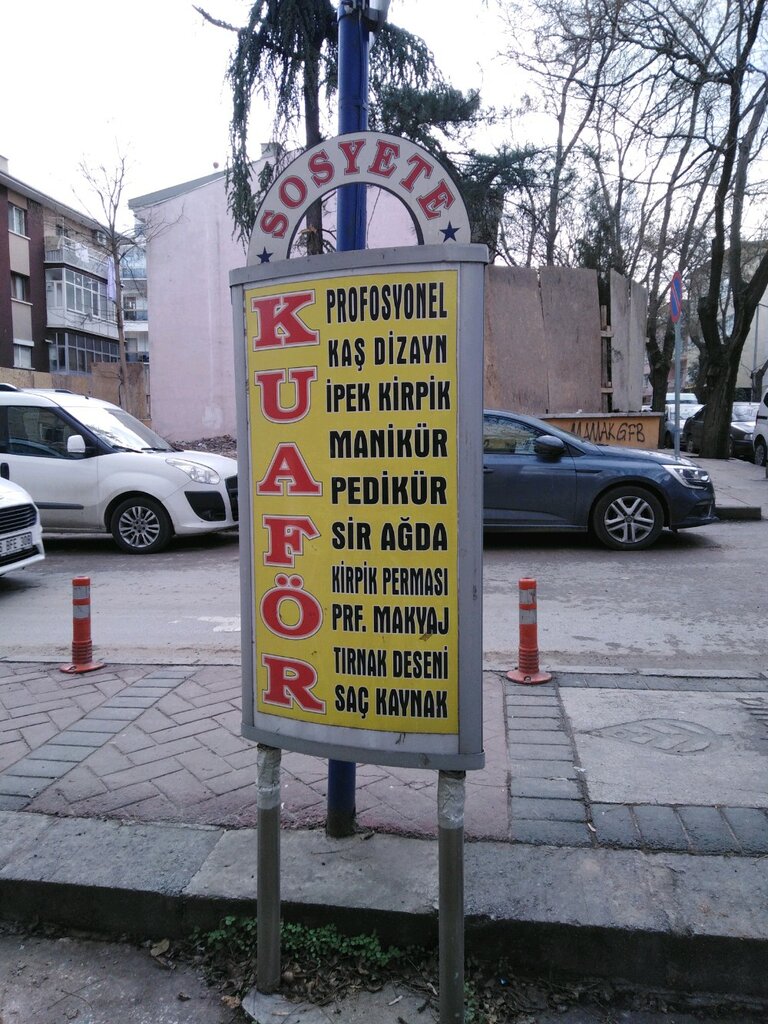 SOSYETE
KUAFÖR
PROFOSYONEL
KAŞ DİZAYN
İPEK KİRPİK
MANİKÜR
PEDİKÜR
SİR AĞDA
KİRPİK PERMASI
PRF. MAKYAJ
TIRNAK DESENİ
SAÇ KAYNAK
MANAKGFB